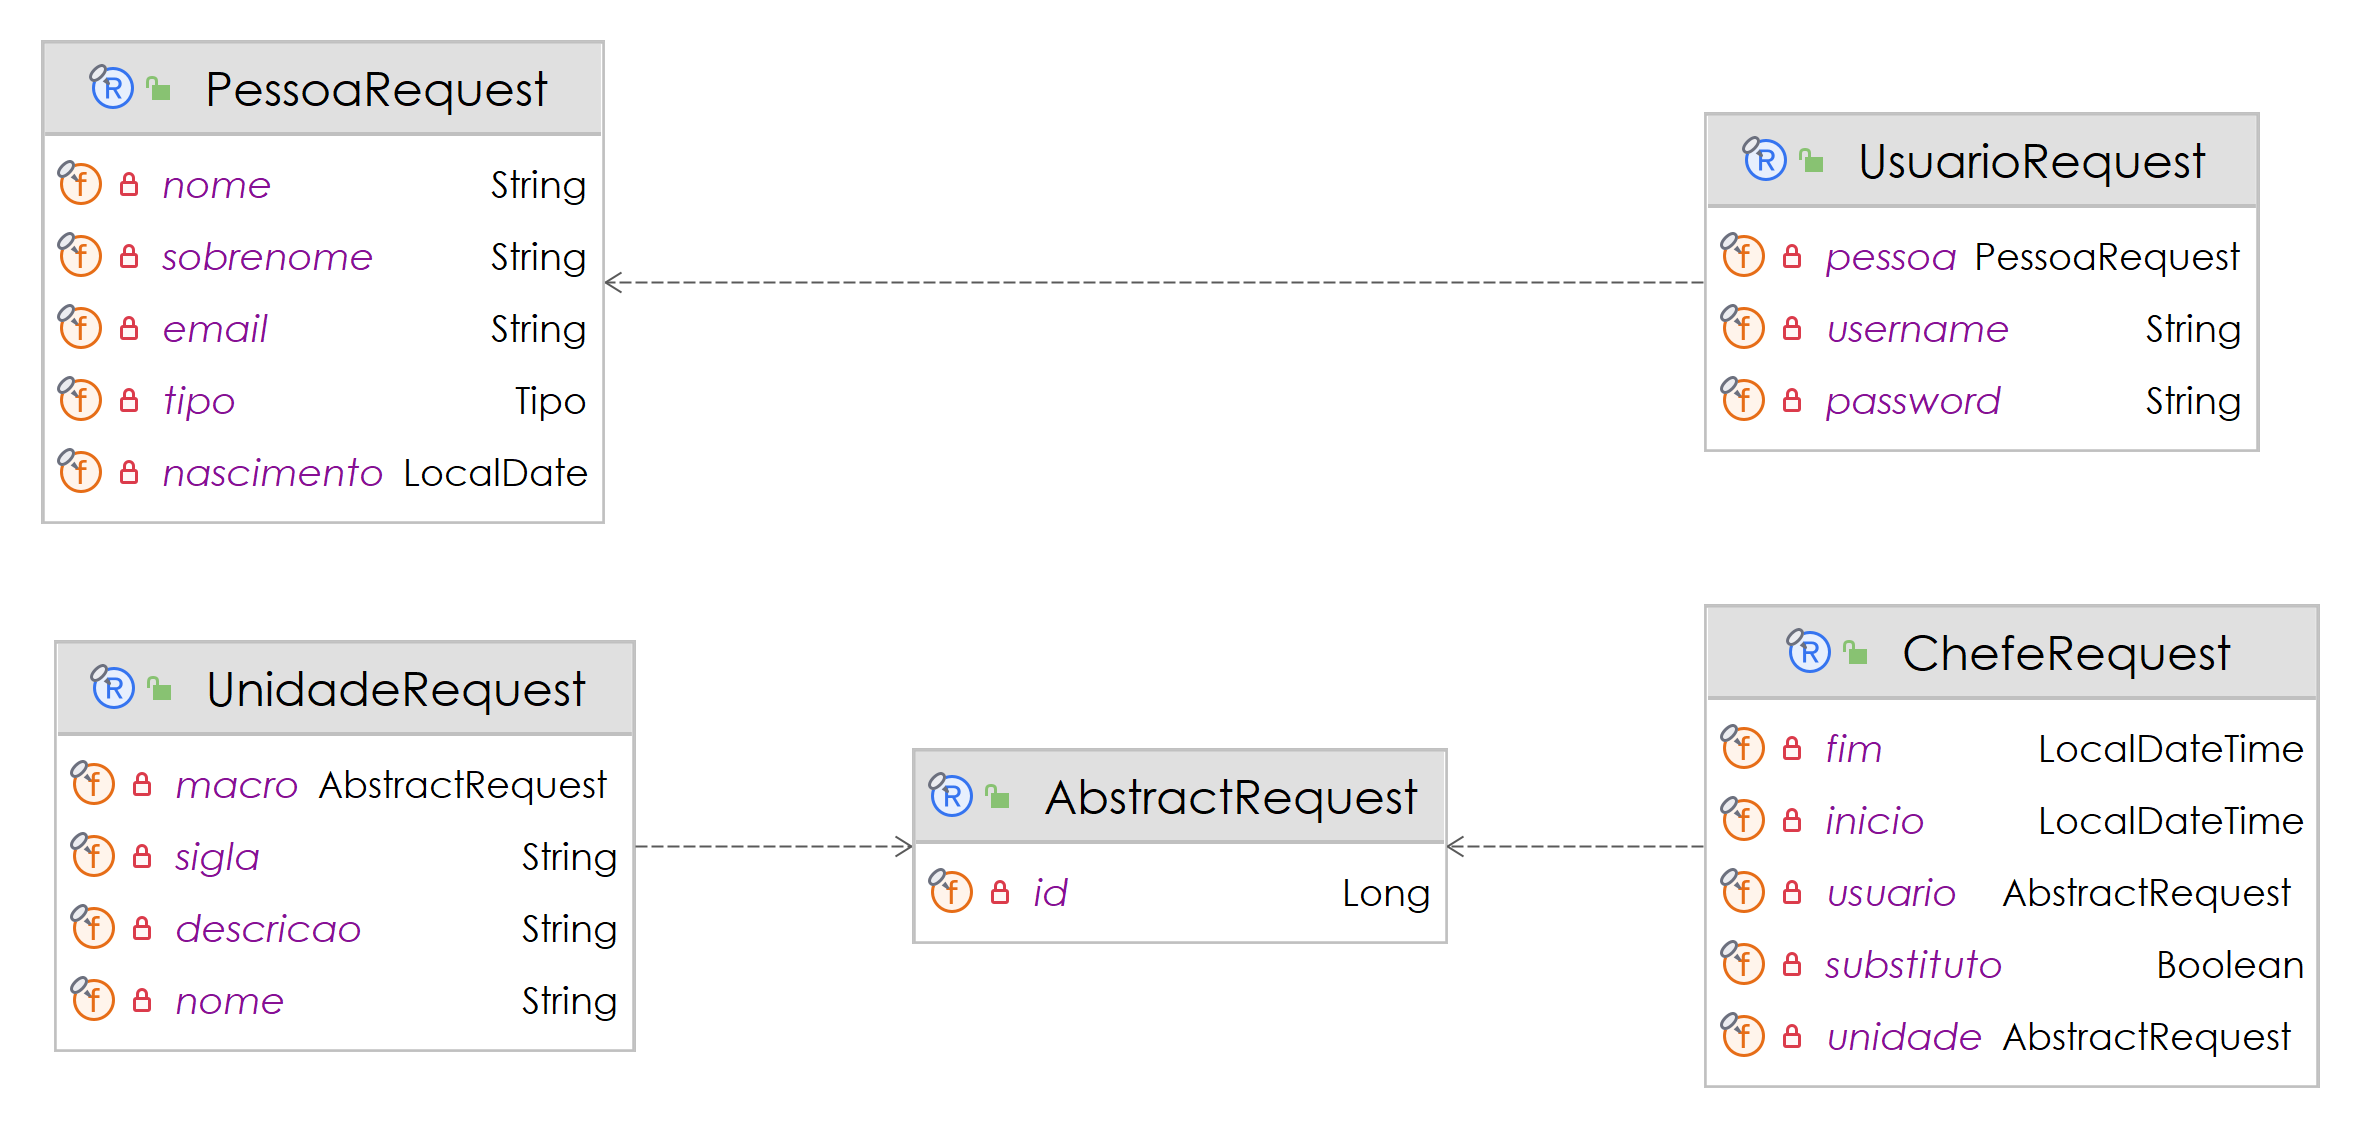 PessoaRequest
nome String
sobrenome String
email String
tipo Tipo
nascimento LocalDate
UsuarioRequest
pessoa PessoaRequest
username String
password String
UnidadeRequest
macro AbstractRequest
sigla String
descricao String
nome String
AbstractRequest
id Long
ChefeRequest
fim LocalDateTime
inicio LocalDateTime
usuario AbstractRequest
substituto Boolean
unidade AbstractRequest